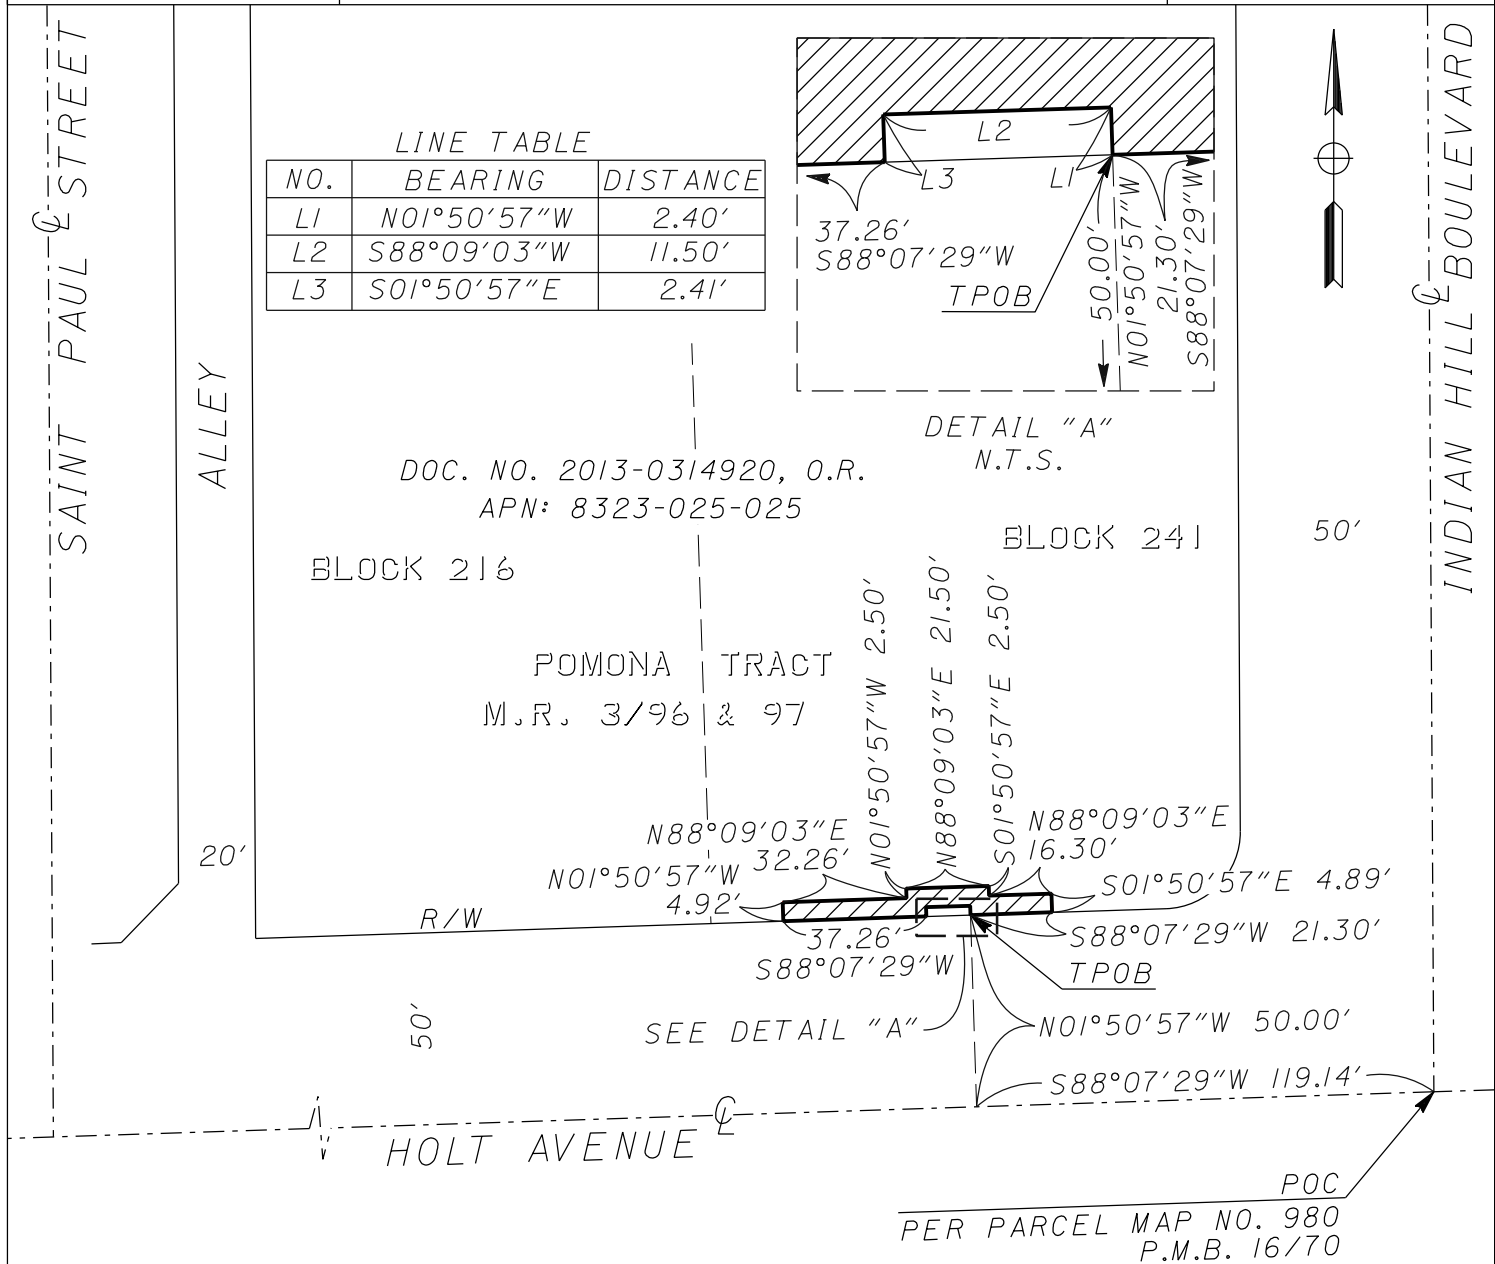 SAINT PAUL STREET
℄
ALLEY
20'
LINE TABLE
NO. BEARING DISTANCE
L1 N01°50'57"W 2.40'
L2 S88°09'03"W 11.50'
L3 S01°50'57"E 2.41'
L2
L3
L1
37.26'
S88°07'29"W
TPOB
50.00'
N01°50'57"W
21.30'
S88°07'29"W
DETAIL "A"
N.T.S.
INDIAN HILL BOULEVARD
℄
50'
DOC. NO. 2013-0314920, O.R.
APN: 8323-025-025
BLOCK 216
BLOCK 241
POMONA TRACT
M.R. 3/96 & 97
N01°50'57"W 2.50'
N88°09'03"E 21.50'
S01°50'57"E 2.50'
N88°09'03"E
32.26'
N88°09'03"E
16.30'
N01°50'57"W
4.92'
S01°50'57"E 4.89'
R/W
37.26'
S88°07'29"W
S88°07'29"W 21.30'
TPOB
SEE DETAIL "A"
N01°50'57"W 50.00'
50'
S88°07'29"W 119.14'
HOLT AVENUE
℄
POC
PER PARCEL MAP NO. 980
P.M.B. 16/70